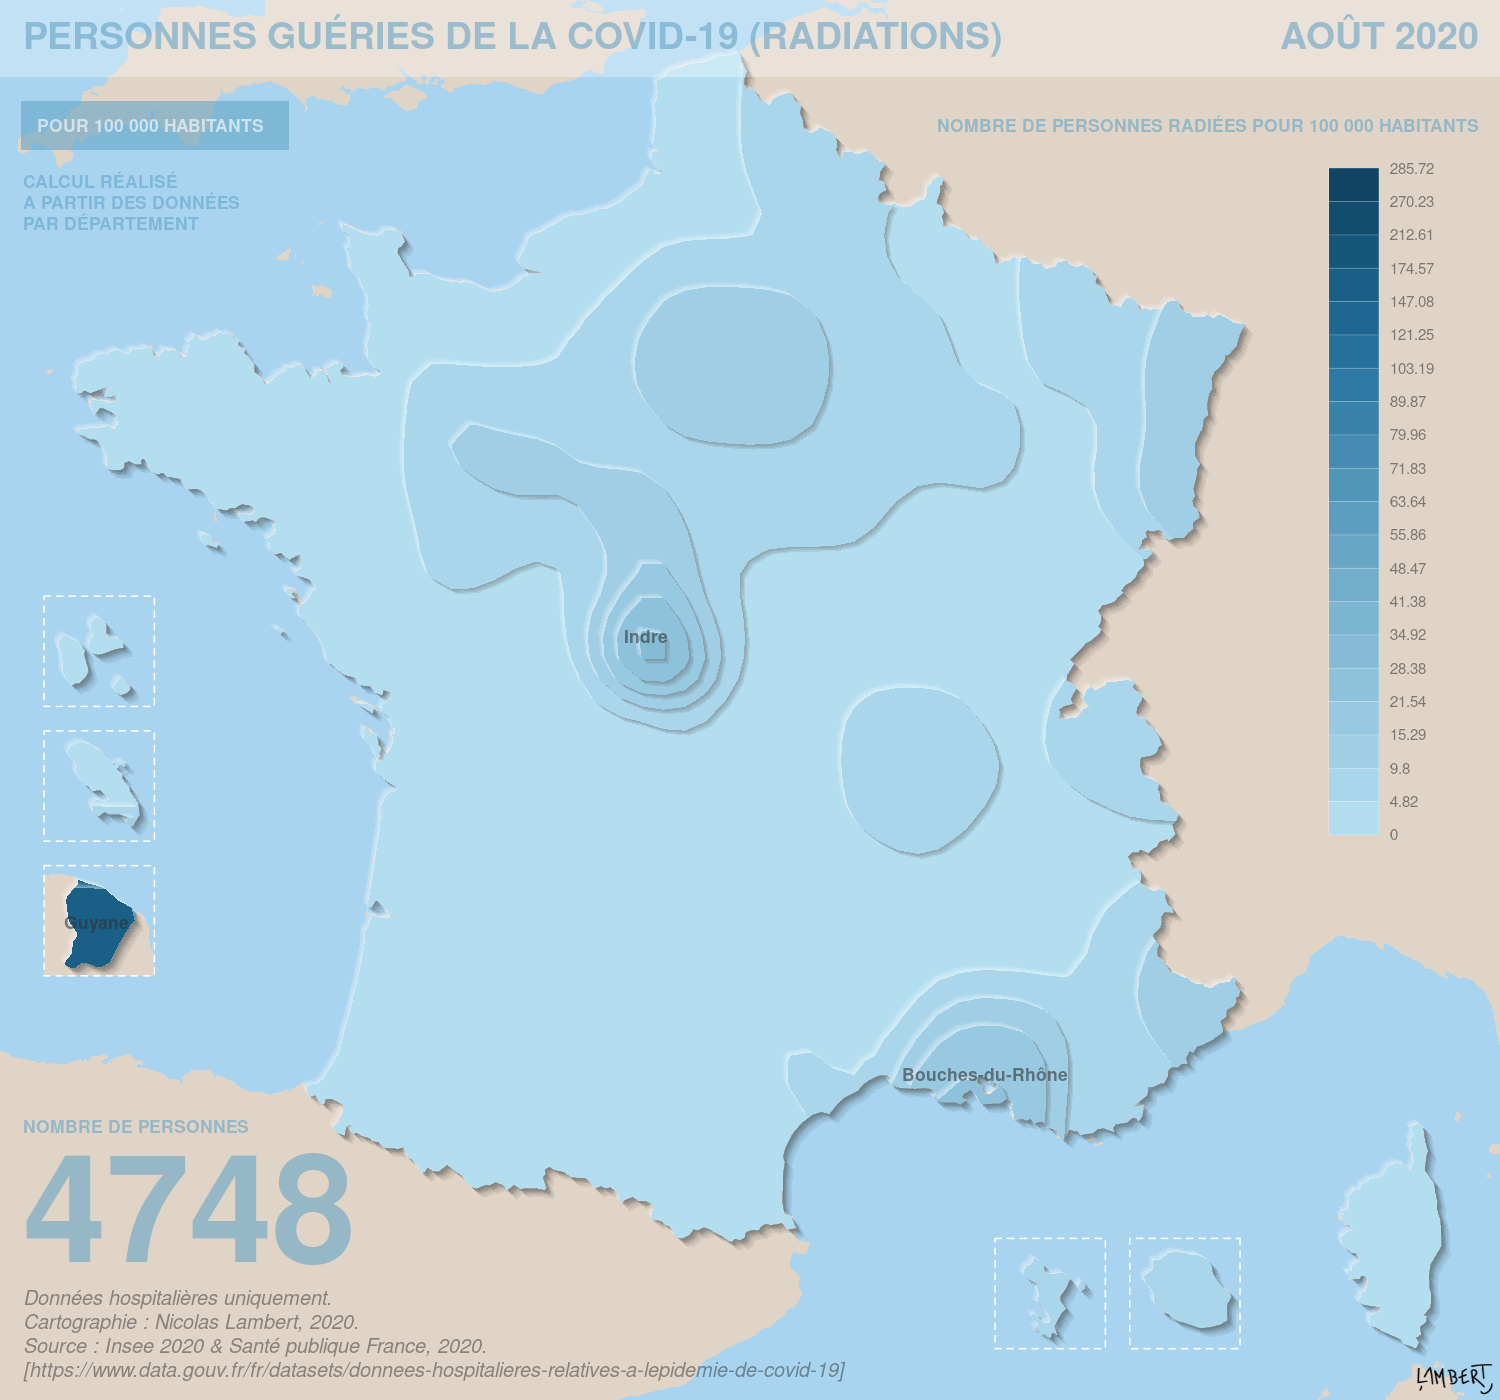 PERSONNES GUÉRIES DE LA COVID-19 (RADIATIONS)
AOÛT 2020
POUR 100 000 HABITANTS
CALCUL RÉALISÉ
A PARTIR DES DONNÉES
PAR DÉPARTEMENT
NOMBRE DE PERSONNES RADIÉES POUR 100 000 HABITANTS
285.72
270.23
212.61
174.57
147.08
121.25
103.19
89.87
79.96
71.83
63.64
55.86
48.47
41.38
34.92
28.38
21.54
15.29
9.8
4.82
0
Indre
Guyane
Bouches-du-Rhône
NOMBRE DE PERSONNES
4748
Données hospitalières uniquement.
Cartographie : Nicolas Lambert, 2020.
Source : Insee 2020 & Santé publique France, 2020.
[https://www.data.gouv.fr/fr/datasets/donnees-hospitalieres-relatives-a-lepidemie-de-covid-19]
LAMBERT